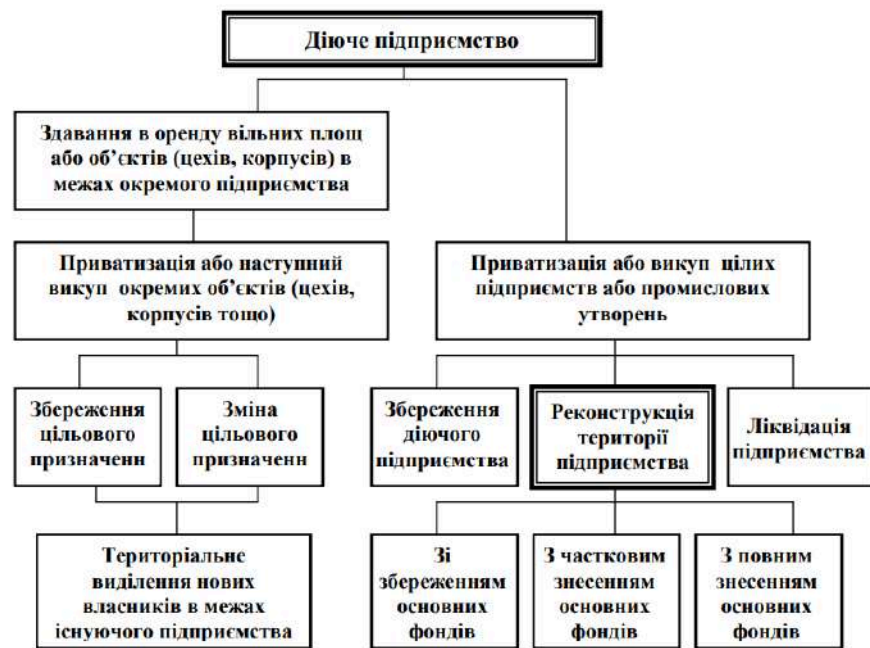 Діюче підприємство
Здавання в оренду вільних площ
або об’єктів (цехів, корпусів) в
межах окремого підприємства
Приватизація або наступний
викуп окремих об’єктів (цехів,
корпусів тощо)
Приватизація або викуп цілих
підприємств або промислових
утворень
Збереження
цільового
призначенн
Зміна
цільового
призначенн
Збереження
діючого
підприємства
Реконструкція
території
підприємства
Ліквідація
підприємства
Територіальне
виділення нових
власників в межах
існуючого підприємства
Зі
збереженням
основних
фондів
З частковим
знесенням
основних
фондів
З повним
знесенням
основних
фондів